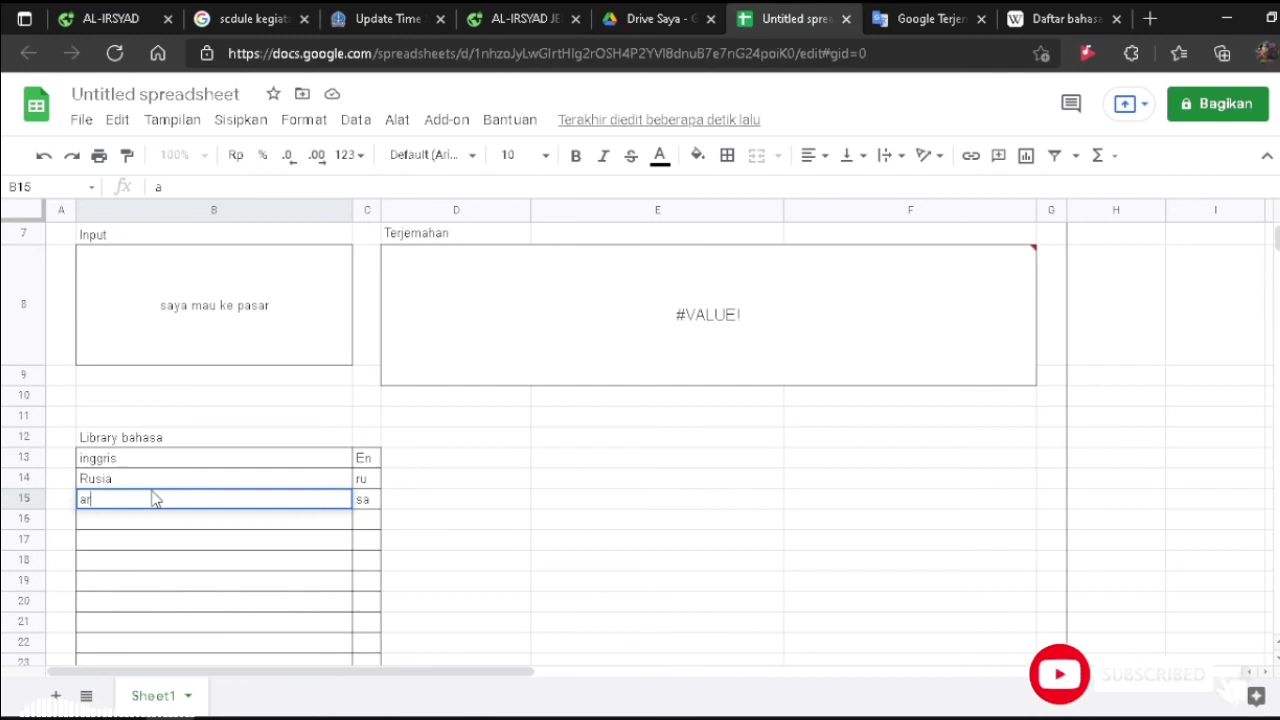 AL-IRSYAD
scdule kegiat
Update Time
AL-IRSYAD JE
Drive Saya - G
Untitled sprea
Google Terjem
Daftar bahasa
https://docs.google.com/spreadsheets/d/1nhzoJyLwGIrtHIg2rOSH4P2YVl8dnuB7e7nG24poiK0/edit#gid=0
Untitled spreadsheet
File Edit Tampilan Sisipkan Format Data Alat Add-on Bantuan Terakhir diedit beberapa detik lalu
Bagikan
100% Rp % .0 .00 123 Default (Ari... 10 B I S A
B15 fx a
A B C D E F G H I
7 Input Terjemahan
8 saya mau ke pasar #VALUE!
9
10
11
12 Library bahasa
13 inggris En
14 Rusia ru
15 ar sa
16
17
18
19
20
21
22
23
Sheet1
SUBSCRIBED